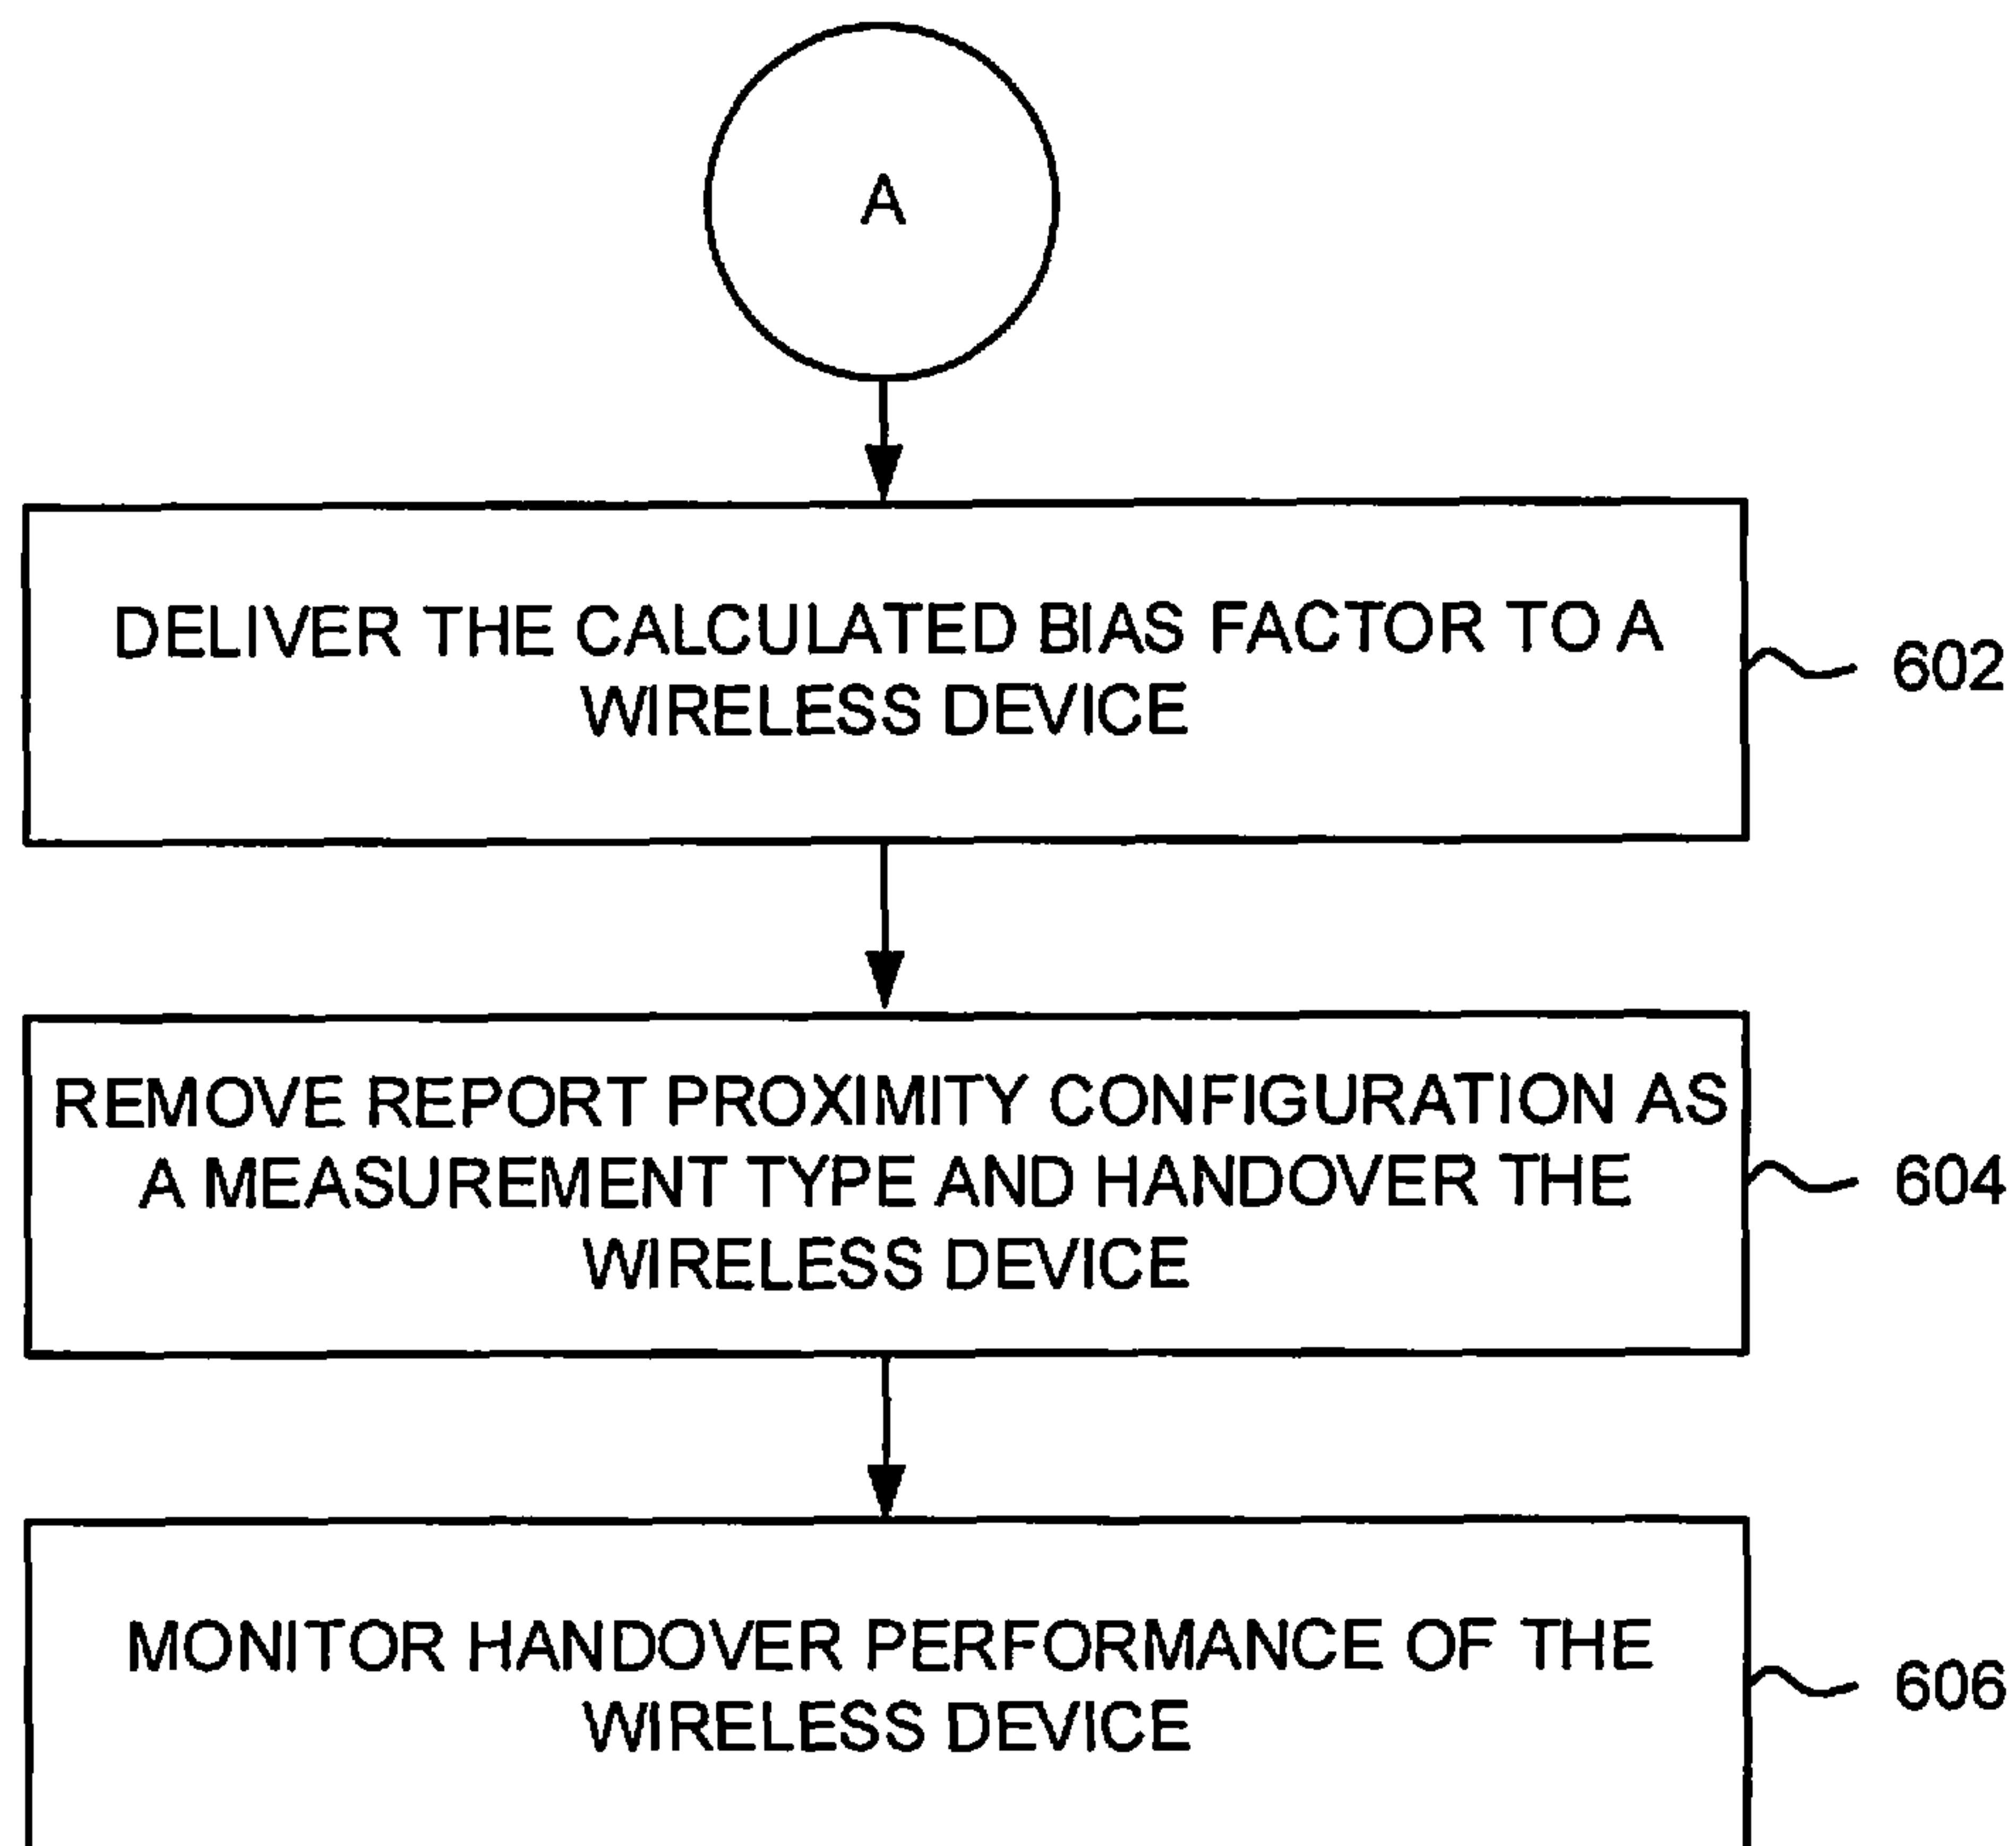 A
DELIVER THE CALCULATED BIAS FACTOR TO A
WIRELESS DEVICE
602
REMOVE REPORT PROXIMITY CONFIGURATION AS
A MEASUREMENT TYPE AND HANDOVER THE
WIRELESS DEVICE
604
MONITOR HANDOVER PERFORMANCE OF THE
WIRELESS DEVICE
606